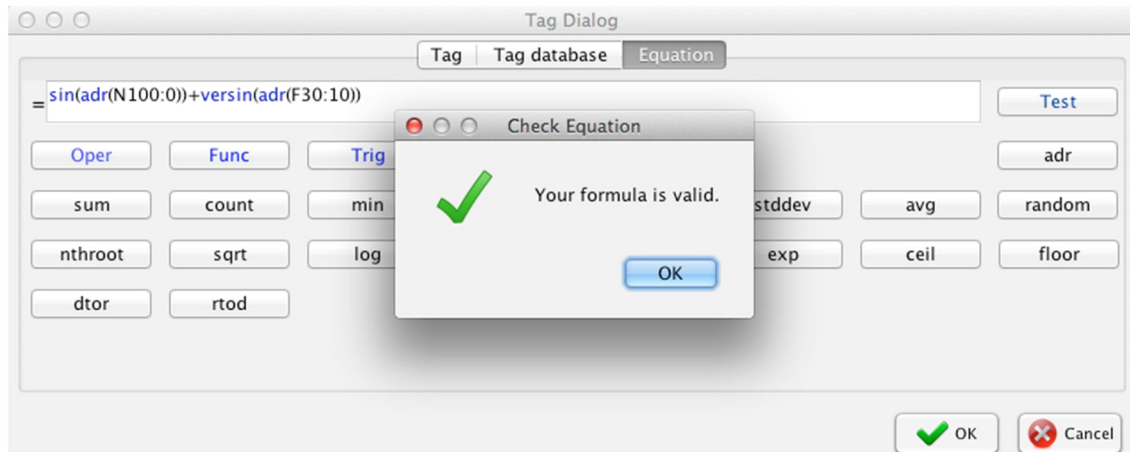 Tag Dialog
Tag Tag database Equation
=sin(adr(N100:0))+versin(adr(F30:10))
Test
Check Equation
Oper Func Trig
adr
Your formula is valid.
sum count min stddev avg random
nthroot sqrt log exp ceil floor
OK
dtor rtod
OK Cancel